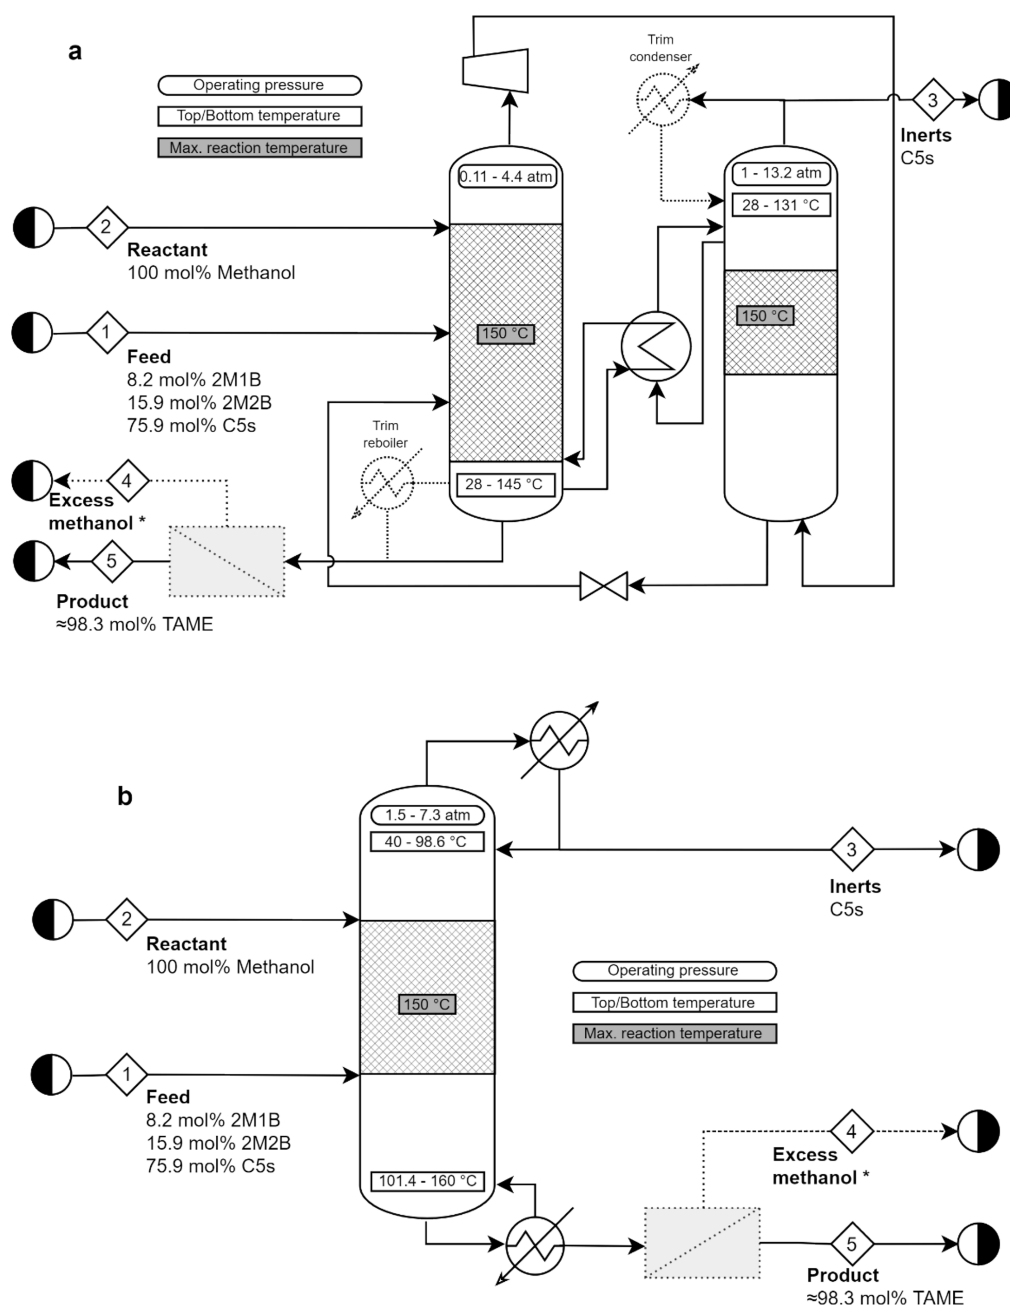 a
Operating pressure
Top/Bottom temperature
Max. reaction temperature
Trim
condenser
3
Inerts
C5s
0.11 - 4.4 atm
1 - 13.2 atm
28 - 131 °C
2
Reactant
100 mol% Methanol
150 °C
150 °C
1
Feed
8.2 mol% 2M1B
15.9 mol% 2M2B
75.9 mol% C5s
Trim
reboiler
28 - 145 °C
4
Excess
methanol *
5
Product
≈98.3 mol% TAME
b
1.5 - 7.3 atm
40 - 98.6 °C
3
Inerts
C5s
2
Reactant
100 mol% Methanol
Operating pressure
Top/Bottom temperature
Max. reaction temperature
150 °C
1
Feed
8.2 mol% 2M1B
15.9 mol% 2M2B
75.9 mol% C5s
101.4 - 160 °C
4
Excess
methanol *
5
Product
≈98.3 mol% TAME